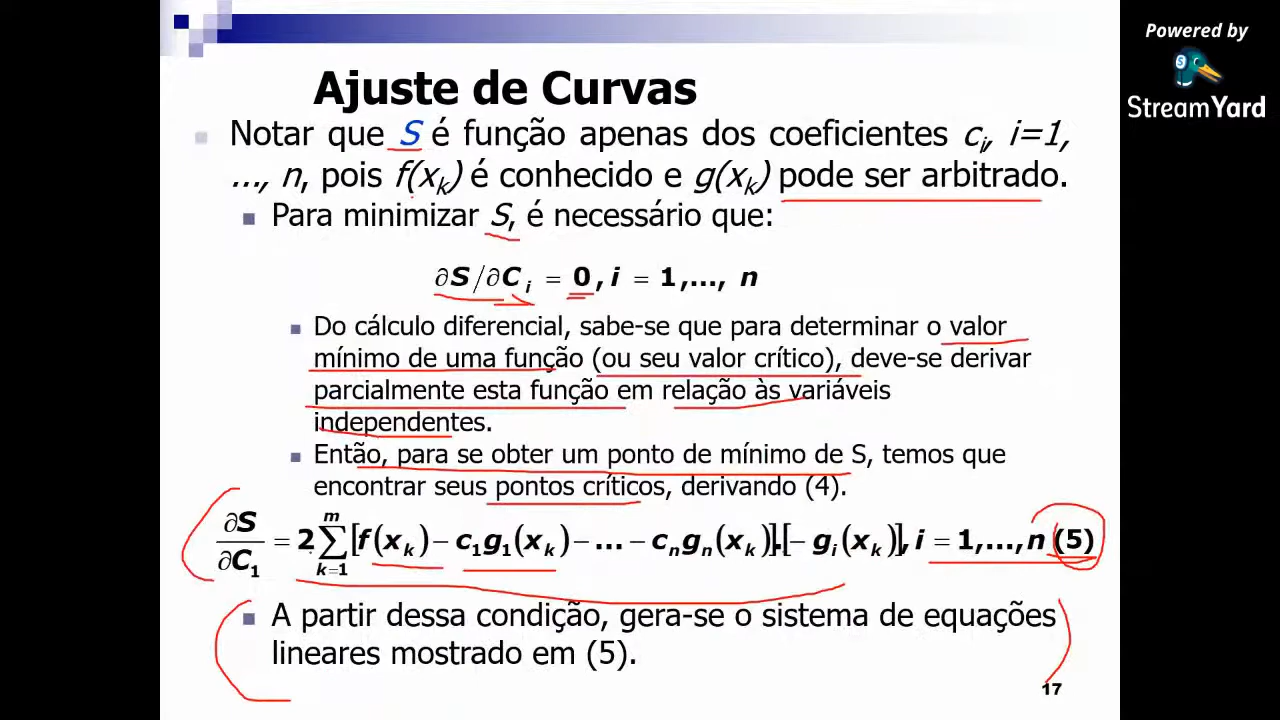 Powered by
StreamYard
Ajuste de Curvas
Notar que S é função apenas dos coeficientes cᵢ, i=1,
..., n, pois f(xₖ) é conhecido e g(xₖ) pode ser arbitrado.
Para minimizar S, é necessário que:
∂S/∂Cᵢ = 0, i = 1,..., n
Do cálculo diferencial, sabe-se que para determinar o valor
mínimo de uma função (ou seu valor crítico), deve-se derivar
parcialmente esta função em relação às variáveis
independentes.
Então, para se obter um ponto de mínimo de S, temos que
encontrar seus pontos críticos, derivando (4).
∂S/∂C₁ = 2∑ₖ₌₁ᵐ [f(xₖ) − c₁g₁(xₖ) − ... − cₙgₙ(xₖ)].[− gᵢ(xₖ)], i = 1,..., n (5)
A partir dessa condição, gera-se o sistema de equações
lineares mostrado em (5).
17